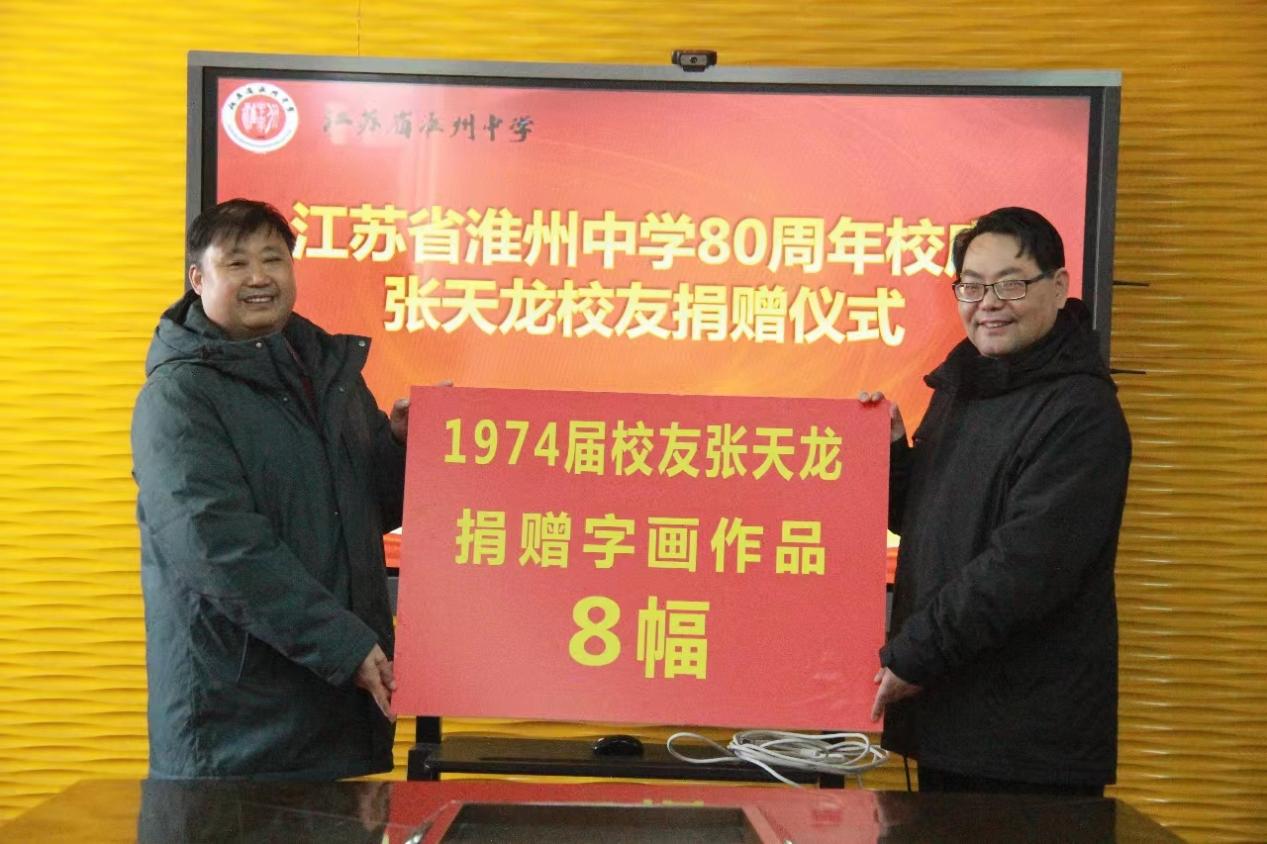 江苏省淮州中学
江苏省淮州中学80周年校
张天龙校友捐赠仪式
1974届校友张天龙
捐赠字画作品
8幅